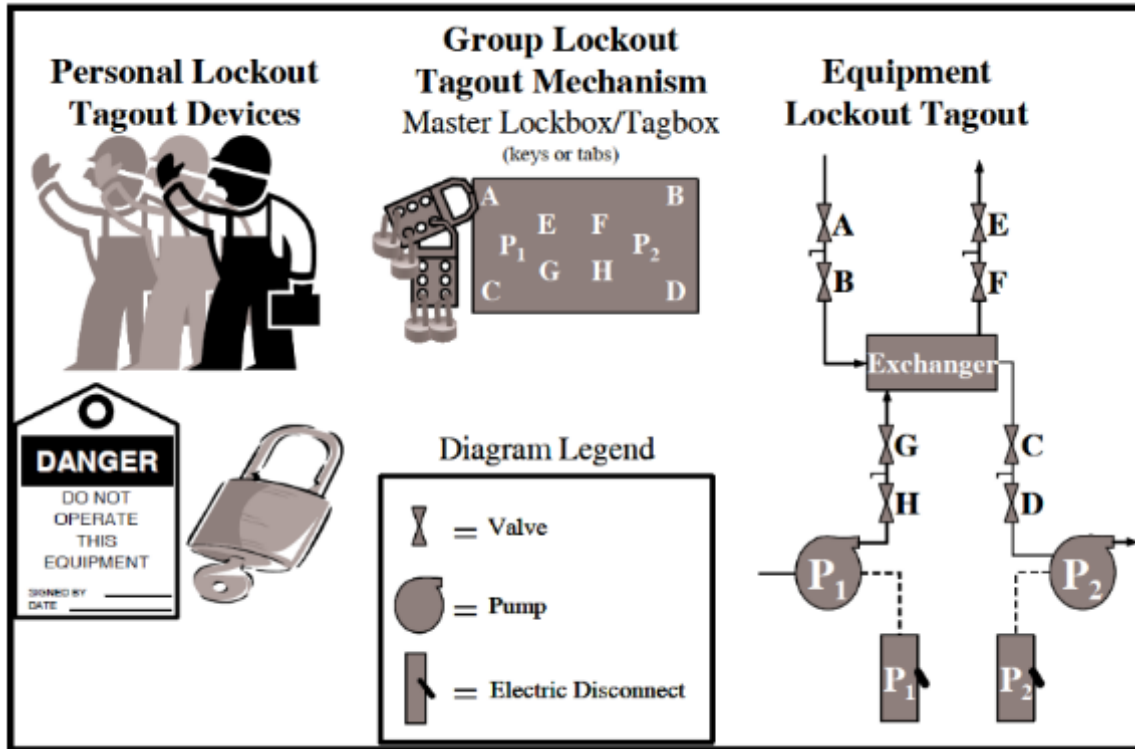 Personal Lockout
Tagout Devices
Group Lockout
Tagout Mechanism
Master Lockbox/Tagbox
(keys or tabs)
A B
E F
P1 P2
G H
C D
Equipment
Lockout Tagout
A E
B F
Exchanger
G C
H D
P1 P2
P1 P2
DANGER
DO NOT
OPERATE
THIS
EQUIPMENT
SIGNED BY
DATE
Diagram Legend
= Valve
= Pump
= Electric Disconnect